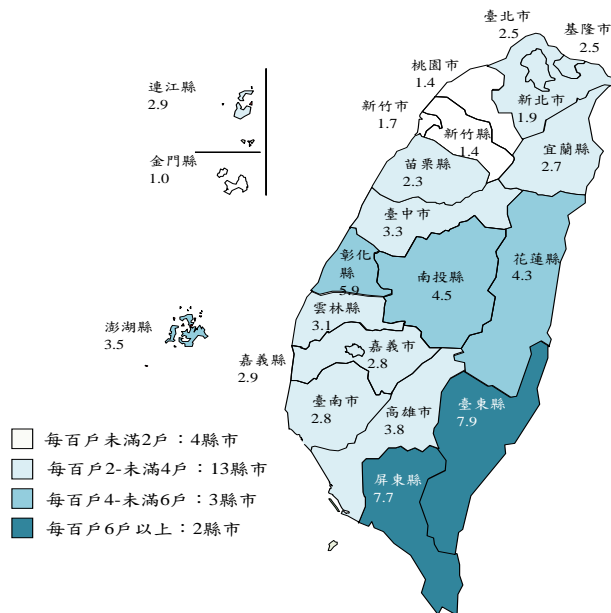 臺北市
2.5
基隆市
2.5
桃園市
1.4
新北市
1.9
連江縣
2.9
新竹市
1.7
新竹縣
1.4
宜蘭縣
2.7
金門縣
1.0
苗栗縣
2.3
臺中市
3.3
彰化
縣
5.9
南投縣
4.5
花蓮縣
4.3
澎湖縣
3.5
雲林縣
3.1
嘉義縣
2.9
嘉義市
2.8
臺南市
2.8
高雄市
3.8
臺東縣
7.9
屏東縣
7.7
每百戶未滿2戶：4縣市
每百戶2-未滿4戶：13縣市
每百戶4-未滿6戶：3縣市
每百戶6戶以上：2縣市